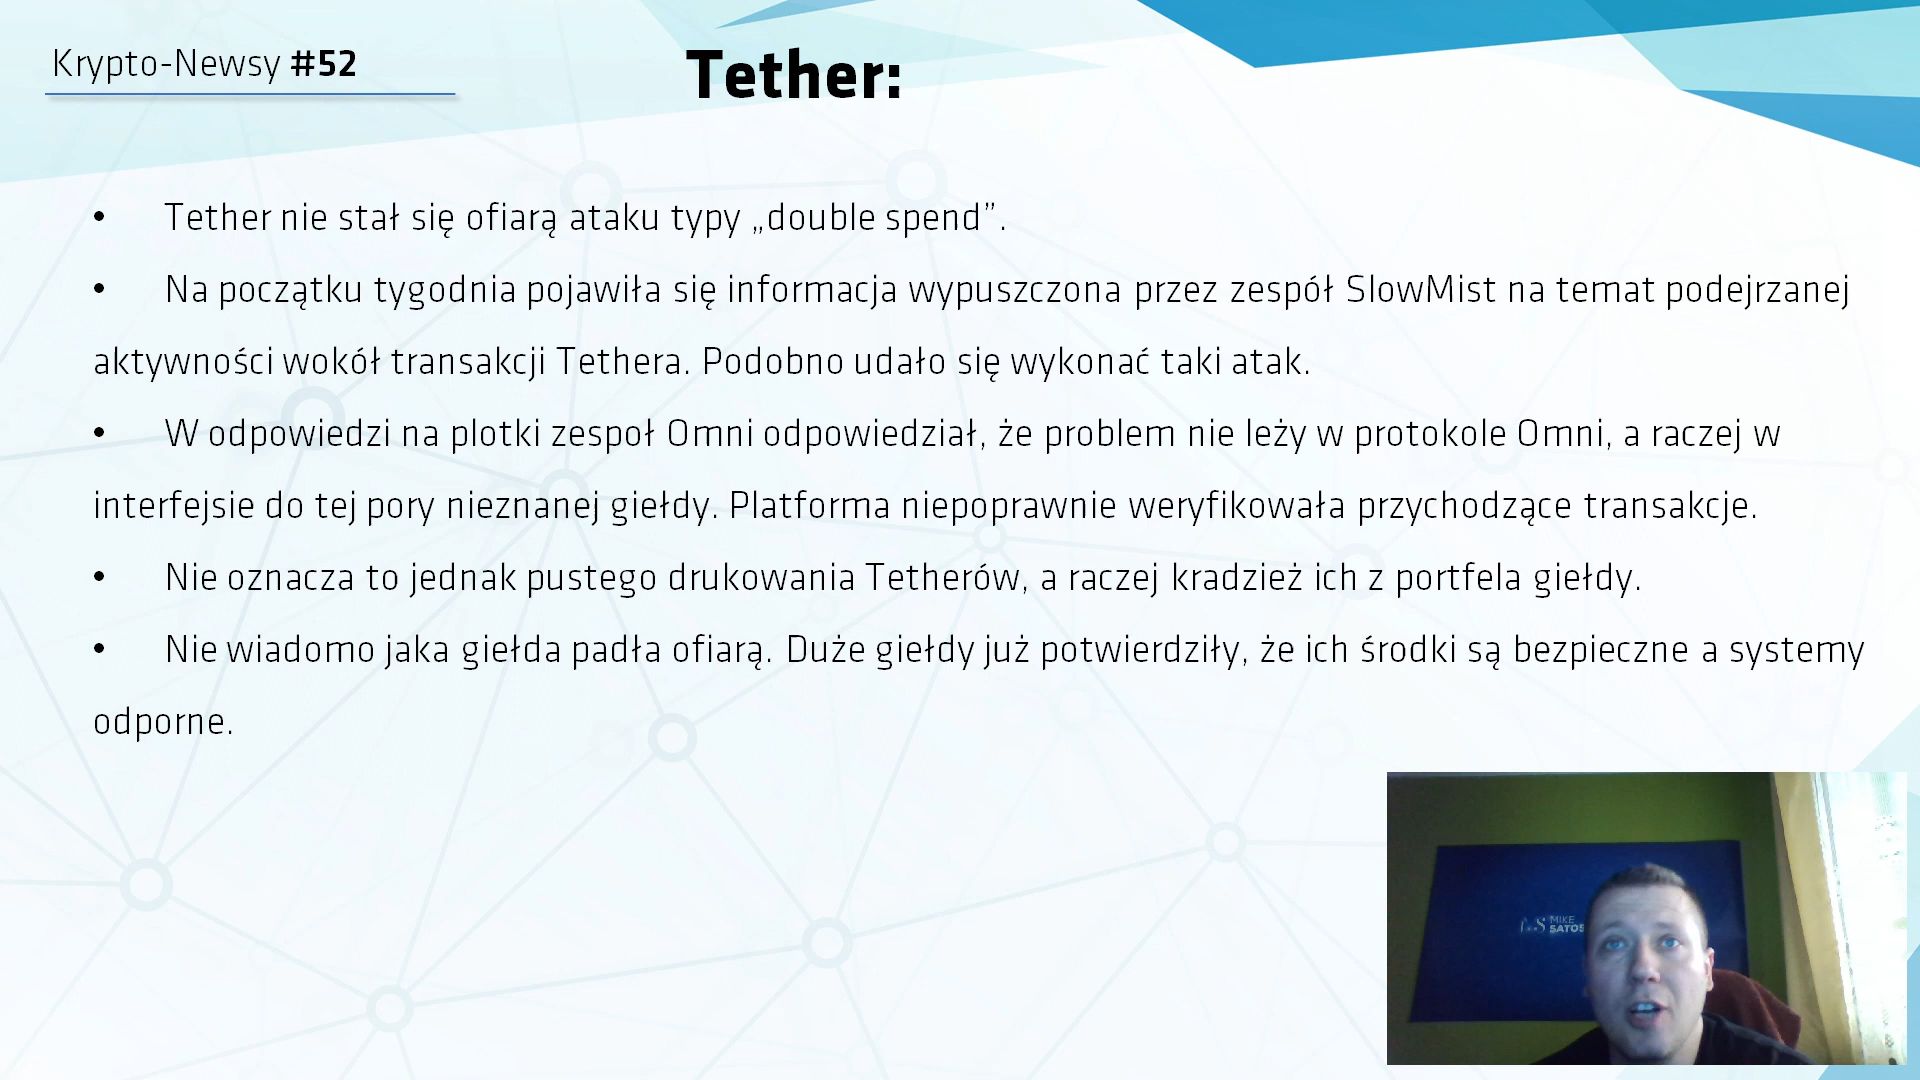 Krypto-Newsy #52
Tether:
• Tether nie stał się ofiarą ataku typy „double spend”.
• Na początku tygodnia pojawiła się informacja wypuszczona przez zespół SlowMist na temat podejrzanej
aktywności wokół transakcji Tethera. Podobno udało się wykonać taki atak.
• W odpowiedzi na plotki zespoł Omni odpowiedział, że problem nie leży w protokole Omni, a raczej w
interfejsie do tej pory nieznanej giełdy. Platforma niepoprawnie weryfikowała przychodzące transakcje.
• Nie oznacza to jednak pustego drukowania Tetherów, a raczej kradzież ich z portfela giełdy.
• Nie wiadomo jaka giełda padła ofiarą. Duże giełdy już potwierdziły, że ich środki są bezpieczne a systemy
odporne.
MIKE